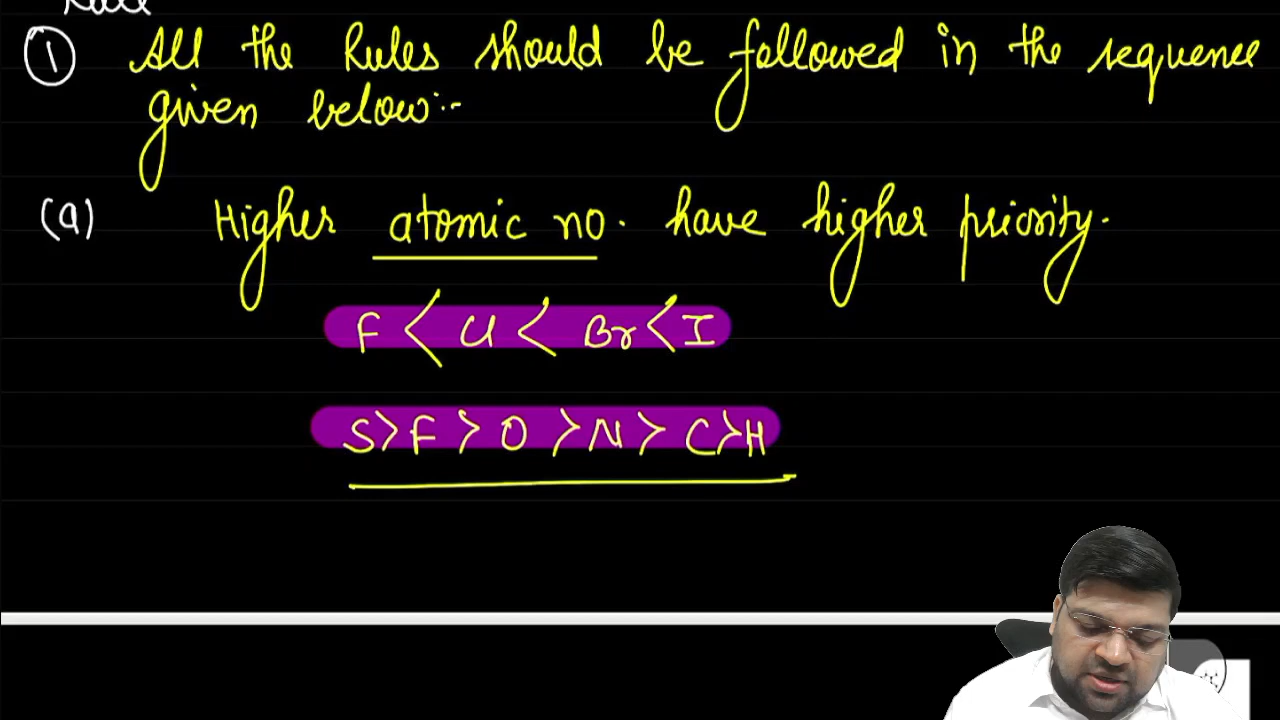 ① All the Rules should be followed in the sequence
given below:-
(a) Higher atomic no. have higher priority.
F < Cl < Br < I
S > F > O > N > C > H